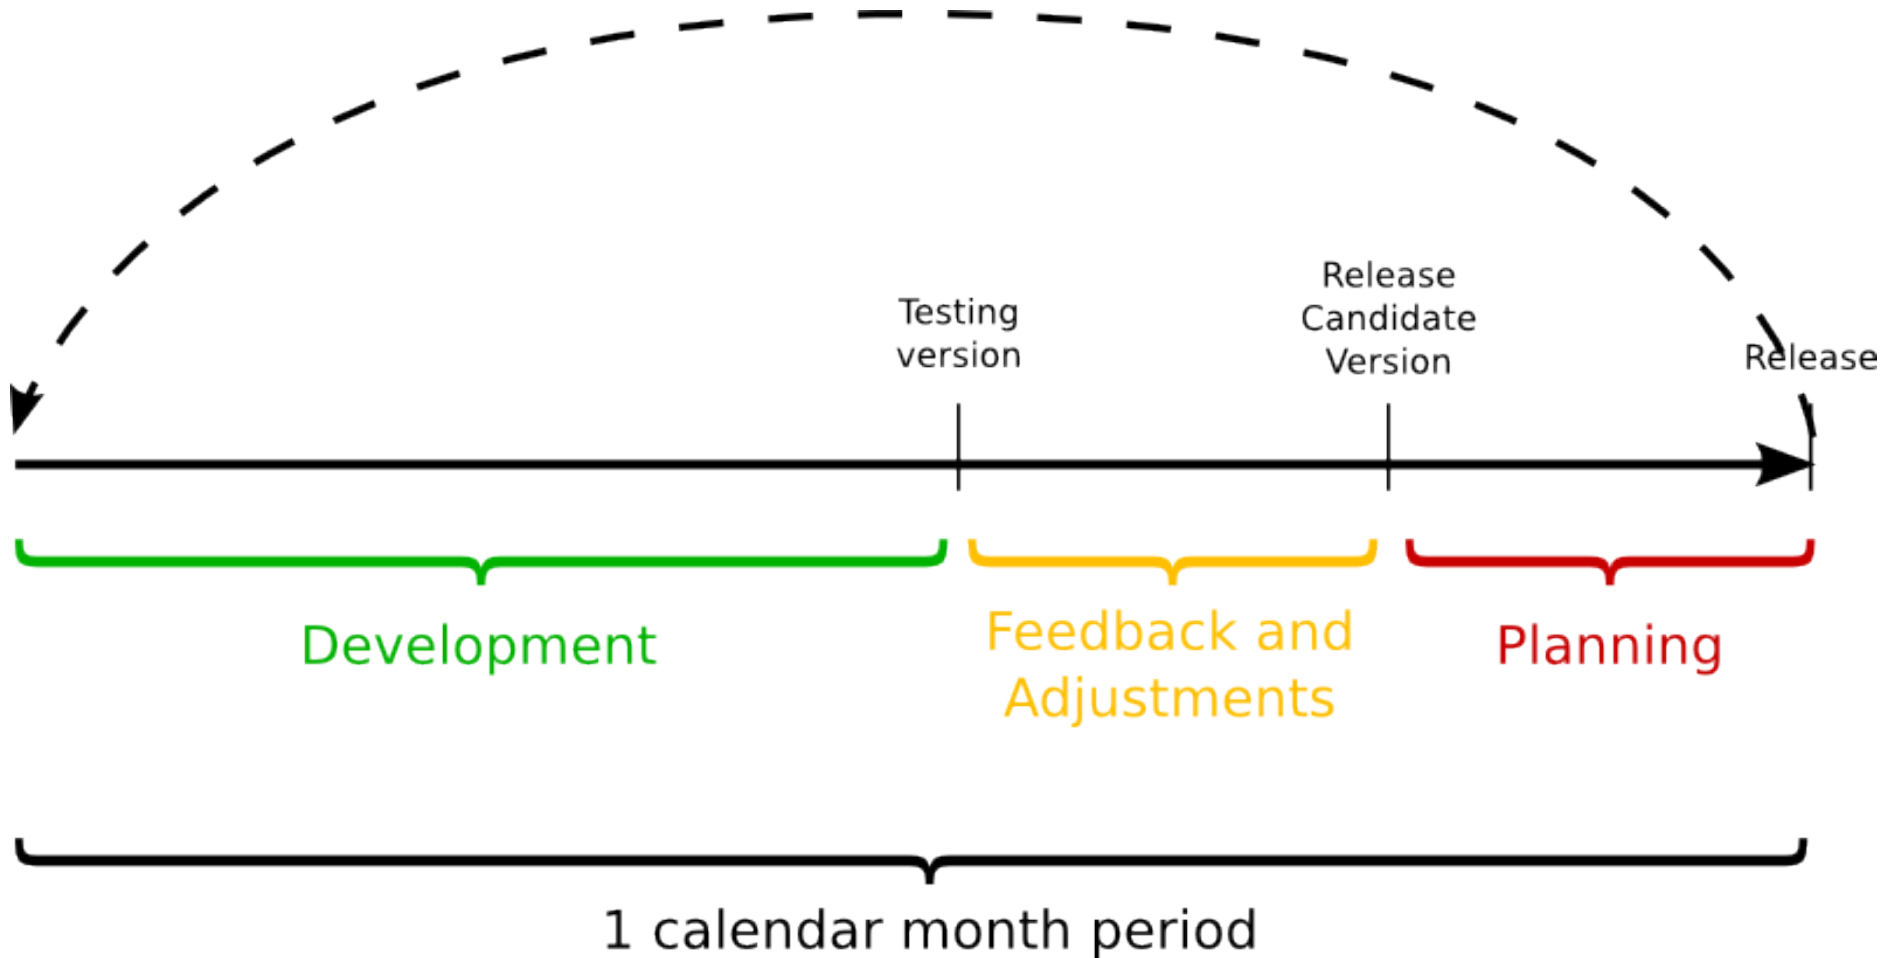 Testing
version
Release
Candidate
Version
Release
Development
Feedback and
Adjustments
Planning
1 calendar month period